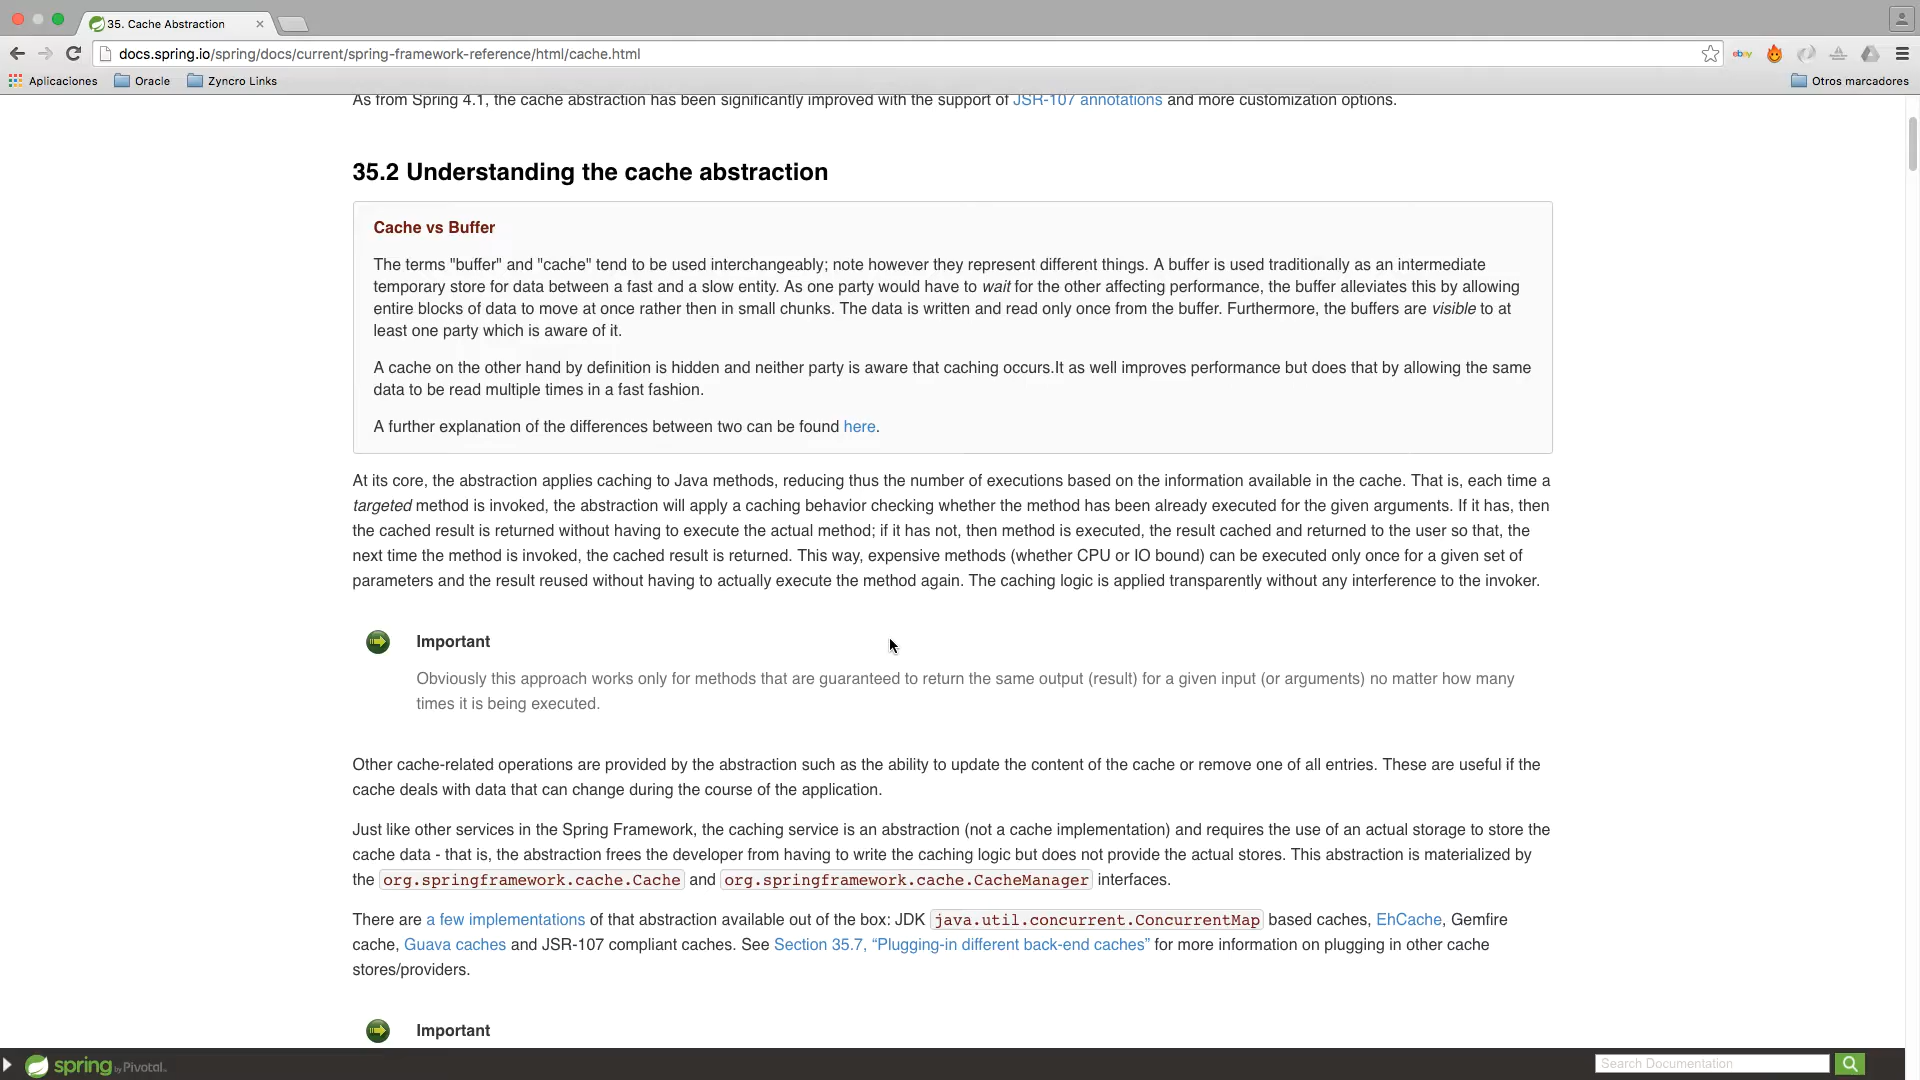 35. Cache Abstraction
docs.spring.io/spring/docs/current/spring-framework-reference/html/cache.html
ebay
Aplicaciones
Oracle
Zyncro Links
Otros marcadores
As from Spring 4.1, the cache abstraction has been significantly improved with the support of JSR-107 annotations and more customization options.
35.2 Understanding the cache abstraction
Cache vs Buffer
The terms "buffer" and "cache" tend to be used interchangeably; note however they represent different things. A buffer is used traditionally as an intermediate
temporary store for data between a fast and a slow entity. As one party would have to wait for the other affecting performance, the buffer alleviates this by allowing
entire blocks of data to move at once rather then in small chunks. The data is written and read only once from the buffer. Furthermore, the buffers are visible to at
least one party which is aware of it.
A cache on the other hand by definition is hidden and neither party is aware that caching occurs.It as well improves performance but does that by allowing the same
data to be read multiple times in a fast fashion.
A further explanation of the differences between two can be found here.
At its core, the abstraction applies caching to Java methods, reducing thus the number of executions based on the information available in the cache. That is, each time a
targeted method is invoked, the abstraction will apply a caching behavior checking whether the method has been already executed for the given arguments. If it has, then
the cached result is returned without having to execute the actual method; if it has not, then method is executed, the result cached and returned to the user so that, the
next time the method is invoked, the cached result is returned. This way, expensive methods (whether CPU or IO bound) can be executed only once for a given set of
parameters and the result reused without having to actually execute the method again. The caching logic is applied transparently without any interference to the invoker.
Important
Obviously this approach works only for methods that are guaranteed to return the same output (result) for a given input (or arguments) no matter how many
times it is being executed.
Other cache-related operations are provided by the abstraction such as the ability to update the content of the cache or remove one of all entries. These are useful if the
cache deals with data that can change during the course of the application.
Just like other services in the Spring Framework, the caching service is an abstraction (not a cache implementation) and requires the use of an actual storage to store the
cache data - that is, the abstraction frees the developer from having to write the caching logic but does not provide the actual stores. This abstraction is materialized by
the org.springframework.cache.Cache and org.springframework.cache.CacheManager interfaces.
There are a few implementations of that abstraction available out of the box: JDK java.util.concurrent.ConcurrentMap based caches, EhCache, Gemfire
cache, Guava caches and JSR-107 compliant caches. See Section 35.7, “Plugging-in different back-end caches” for more information on plugging in other cache
stores/providers.
Important
spring by Pivotal
Search Documentation